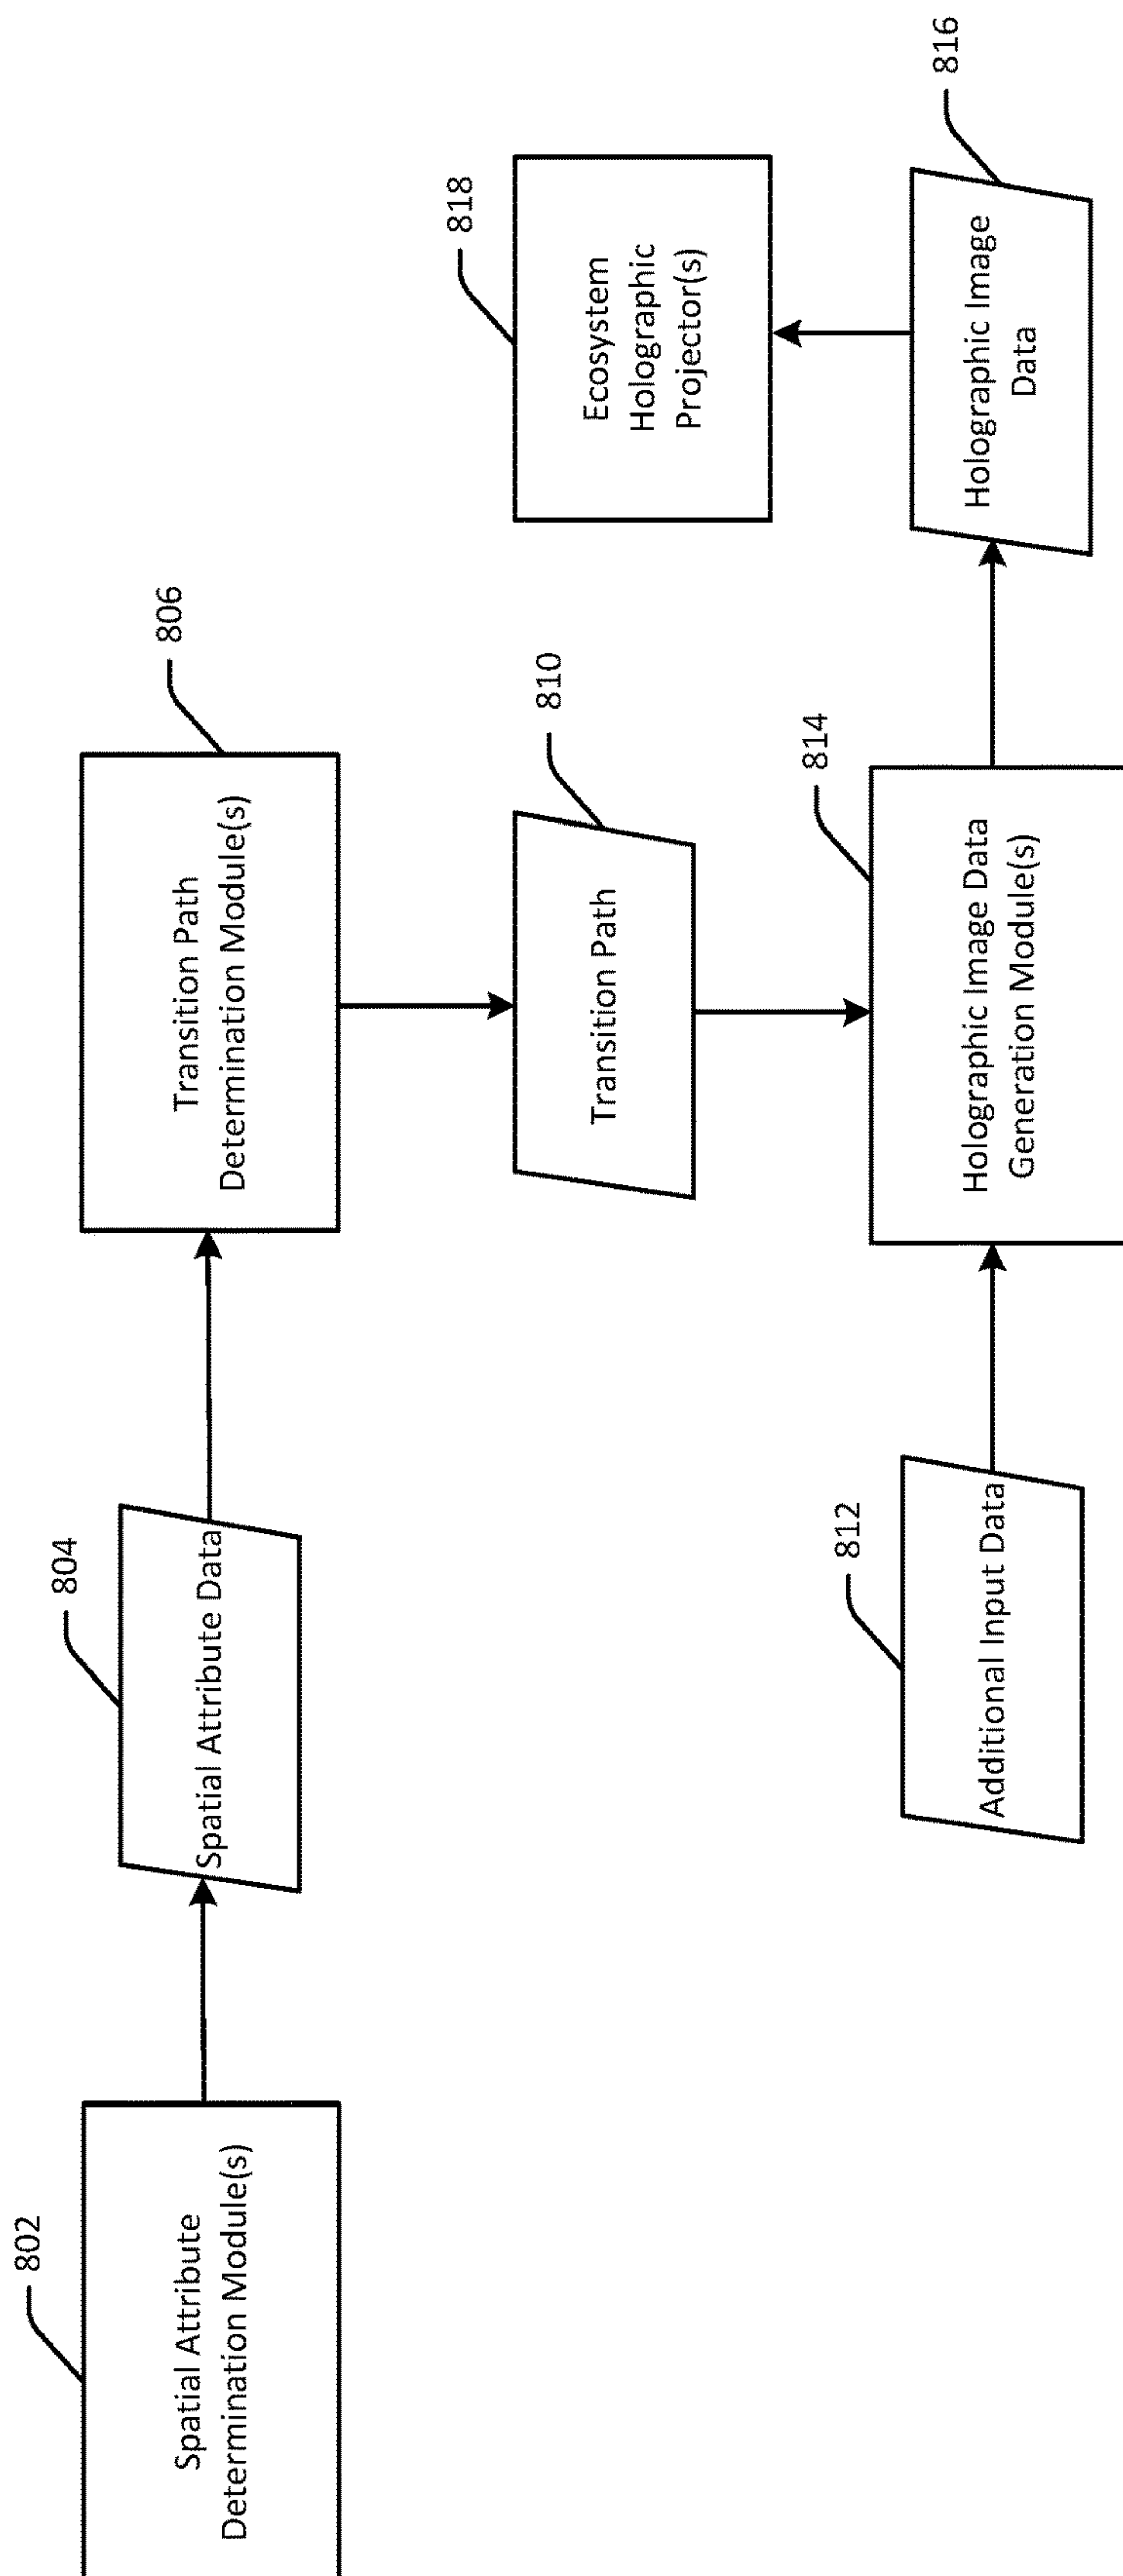 802
Spatial Attribute
Determination Module(s)
804
Spatial Attribute Data
806
Transition Path
Determination Module(s)
810
Transition Path
812
Additional Input Data
814
Holographic Image Data
Generation Module(s)
816
Holographic Image
Data
818
Ecosystem
Holographic
Projector(s)